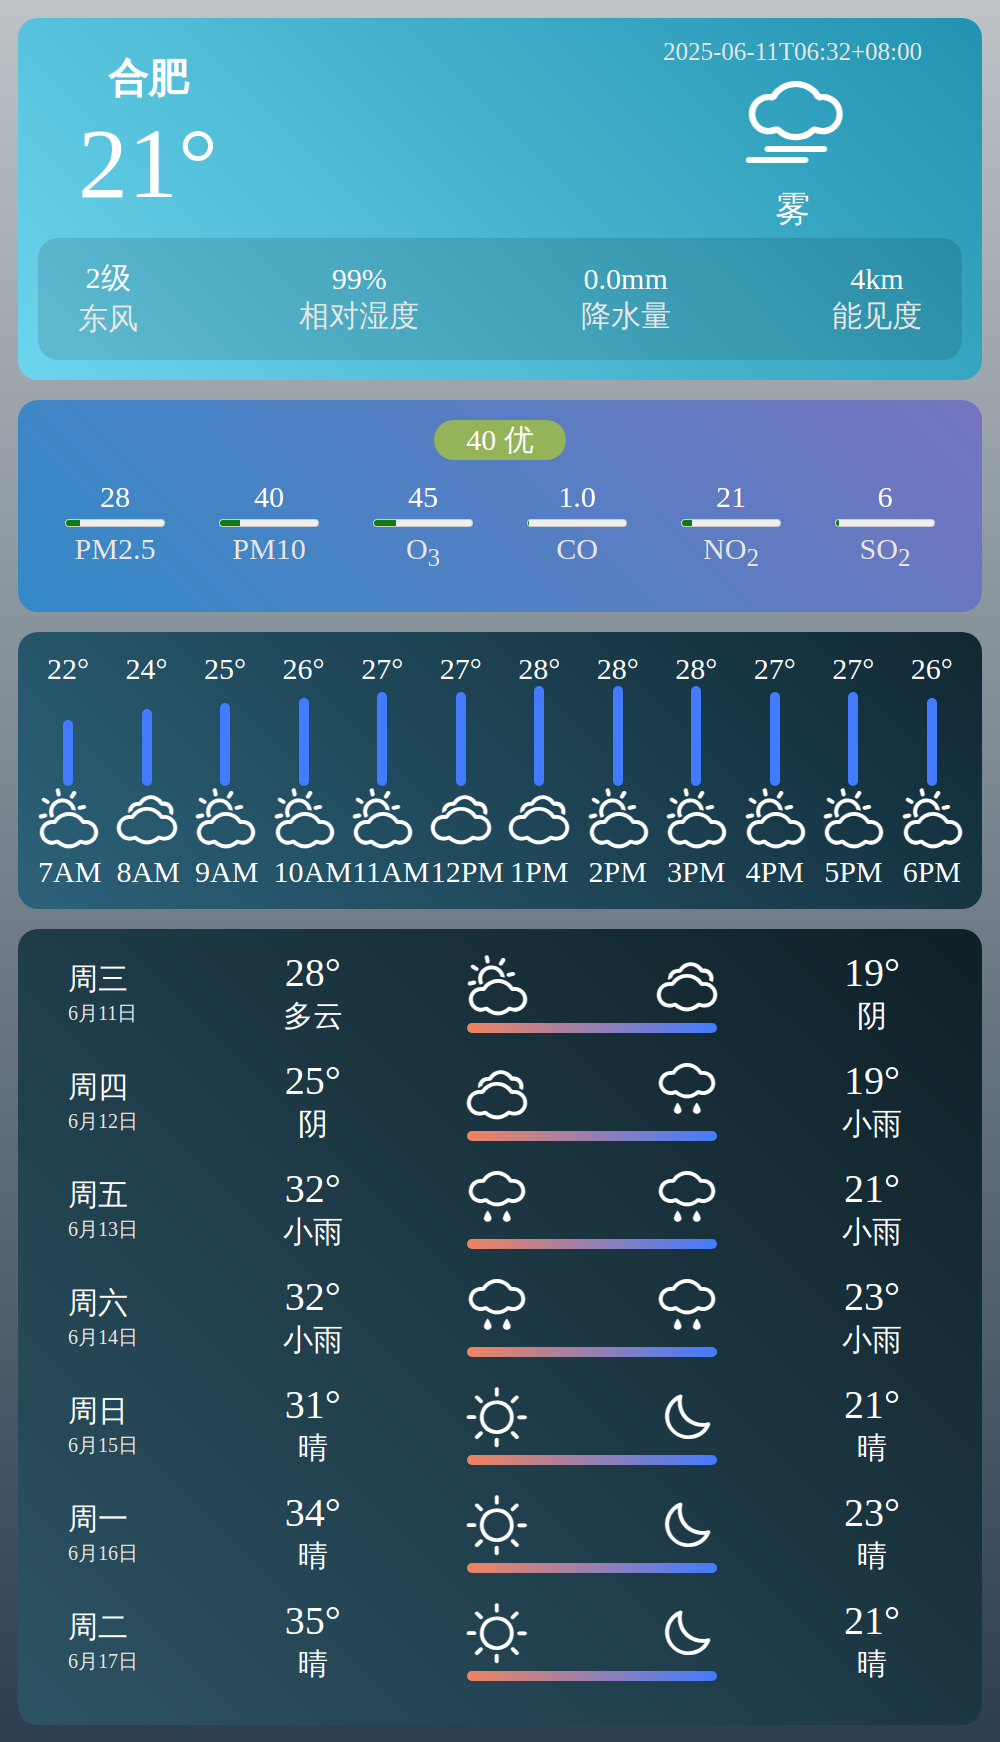 合肥
21°
2025-06-11T06:32+08:00
雾
2级 99% 0.0mm 4km
东风 相对湿度 降水量 能见度
40 优
28 40 45 1.0 21 6
PM2.5 PM10 O3 CO NO2 SO2
22° 24° 25° 26° 27° 27° 28° 28° 28° 27° 27° 26°
7AM 8AM 9AM 10AM 11AM 12PM 1PM 2PM 3PM 4PM 5PM 6PM
周三 28° 19°
6月11日 多云 阴
周四 25° 19°
6月12日 阴 小雨
周五 32° 21°
6月13日 小雨 小雨
周六 32° 23°
6月14日 小雨 小雨
周日 31° 21°
6月15日 晴 晴
周一 34° 23°
6月16日 晴 晴
周二 35° 21°
6月17日 晴 晴